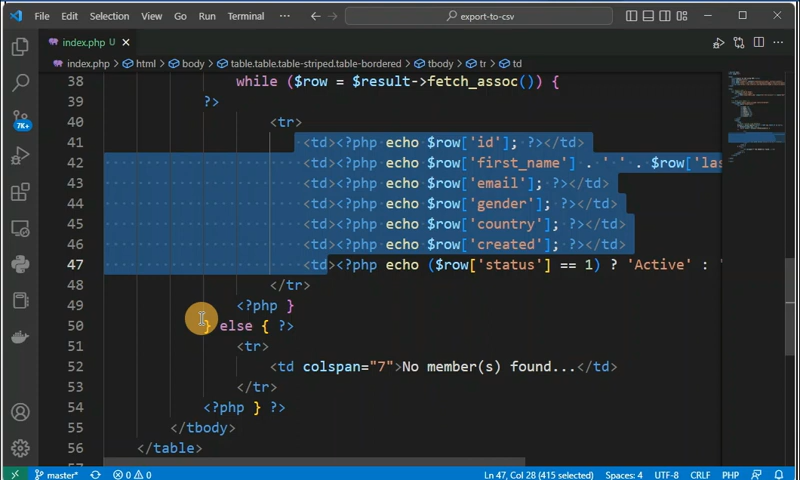 File Edit Selection View Go Run Terminal ··· export-to-csv
index.php U
index.php > html > body > table.table.table-striped.table-bordered > tbody > tr > td
38 while ($row = $result->fetch_assoc()) {
39 ?>
40 <tr>
41 <td><?php echo $row['id']; ?></td>
42 <td><?php echo $row['first_name'] . ' ' . $row['las
43 <td><?php echo $row['email']; ?></td>
44 <td><?php echo $row['gender']; ?></td>
45 <td><?php echo $row['country']; ?></td>
46 <td><?php echo $row['created']; ?></td>
47 <td><?php echo ($row['status'] == 1) ? 'Active' : '
48 </tr>
49 <?php }
50 } else { ?>
51 <tr>
52 <td colspan="7">No member(s) found...</td>
53 </tr>
54 <?php } ?>
55 </tbody>
56 </table>
7K+
master* 0 0 Ln 47, Col 28 (415 selected) Spaces: 4 UTF-8 CRLF PHP